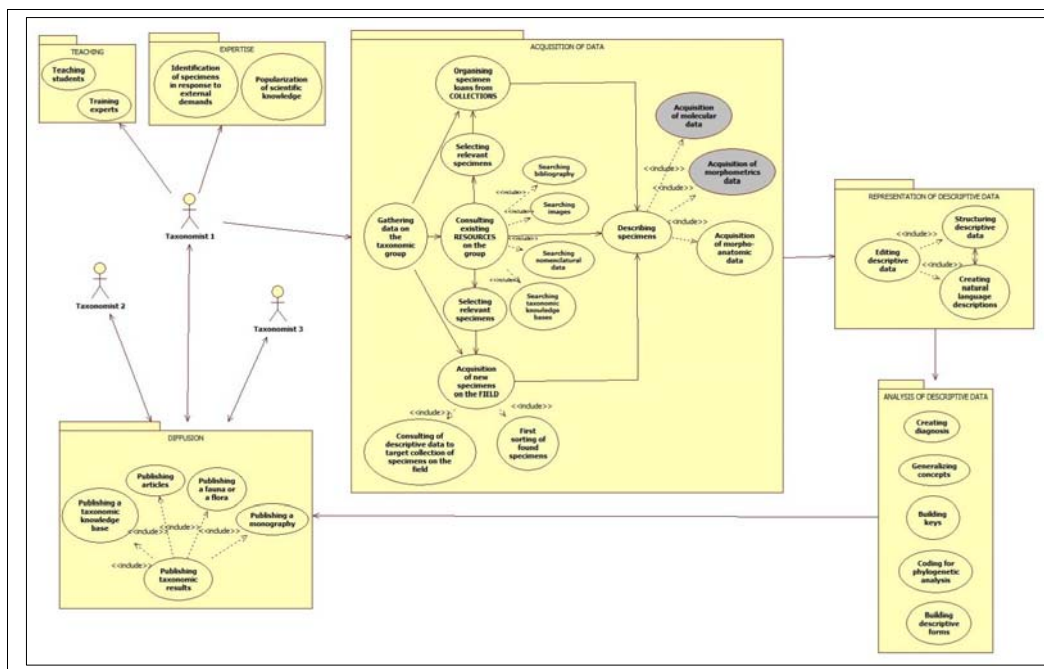 TEACHING
Teaching
students
Training
experts
EXPERTISE
Identification
of specimens
in response to
external
demands
Popularization
of scientific
knowledge
Taxonomist 1
Taxonomist 2
Taxonomist 3
ACQUISITION OF DATA
Organising
specimen
loans from
COLLECTIONS
Selecting
relevant
specimens
Gathering
data on
the
taxonomic
group
Consulting
existing
RESOURCES
on the
group
<<include>>
Searching
bibliography
<<include>>
Searching
images
<<include>>
Searching
nomenclatural
data
<<include>>
Searching
taxonomic
knowledge
bases
Selecting
relevant
specimens
Acquisition
of new
specimens
on the FIELD
<<include>>
<<include>>
Consulting of
descriptive data to
target collection of
specimens on the
field
First
sorting of
found
specimens
Describing
specimens
<<include>>
Acquisition
of molecular
data
<<include>>
Acquisition of
morphometrics
data
<<include>>
Acquisition
of morpho-
anatomic
data
REPRESENTATION OF DESCRIPTIVE DATA
Editing
descriptive
data
<<include>>
<<include>>
Structuring
descriptive
data
Creating
natural
language
descriptions
ANALYSIS OF DESCRIPTIVE DATA
Creating
diagnosis
Generalizing
concepts
Building
keys
Coding for
phylogenetic
analysis
Building
descriptive
forms
DIFFUSION
Publishing a
taxonomic
knowledge
base
Publishing
articles
Publishing
a fauna or
a flora
Publishing a
monography
<<include>>
<<include>>
<<include>>
<<include>>
Publishing
taxonomic
results